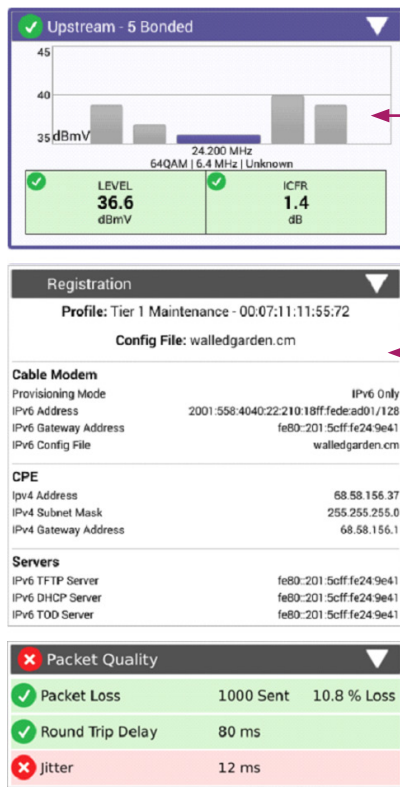 Upstream - 5 Bonded
45
40
35 dBmV
24.200 MHz
64QAM | 6.4 MHz | Unknown
LEVEL ICFR
36.6 1.4
dBmV dB
Registration
Profile: Tier 1 Maintenance - 00:07:11:11:55:72
Config File: walledgarden.cm
Cable Modem
Provisioning Mode IPv6 Only
IPv6 Address 2001:558:4040:22:210:18ff:fede:ad01/128
IPv6 Gateway Address fe80::201:5cff:fe24:9e41
IPv6 Config File walledgarden.cm
CPE
Ipv4 Address 68.58.156.37
IPv4 Subnet Mask 255.255.255.0
IPv4 Gateway Address 68.58.156.1
Servers
IPv6 TFTP Server fe80::201:5cff:fe24:9e41
IPv6 DHCP Server fe80::201:5cff:fe24:9e41
IPv6 TOD Server fe80::201:5cff:fe24:9e41
Packet Quality
Packet Loss 1000 Sent 10.8 % Loss
Round Trip Delay 80 ms
Jitter 12 ms